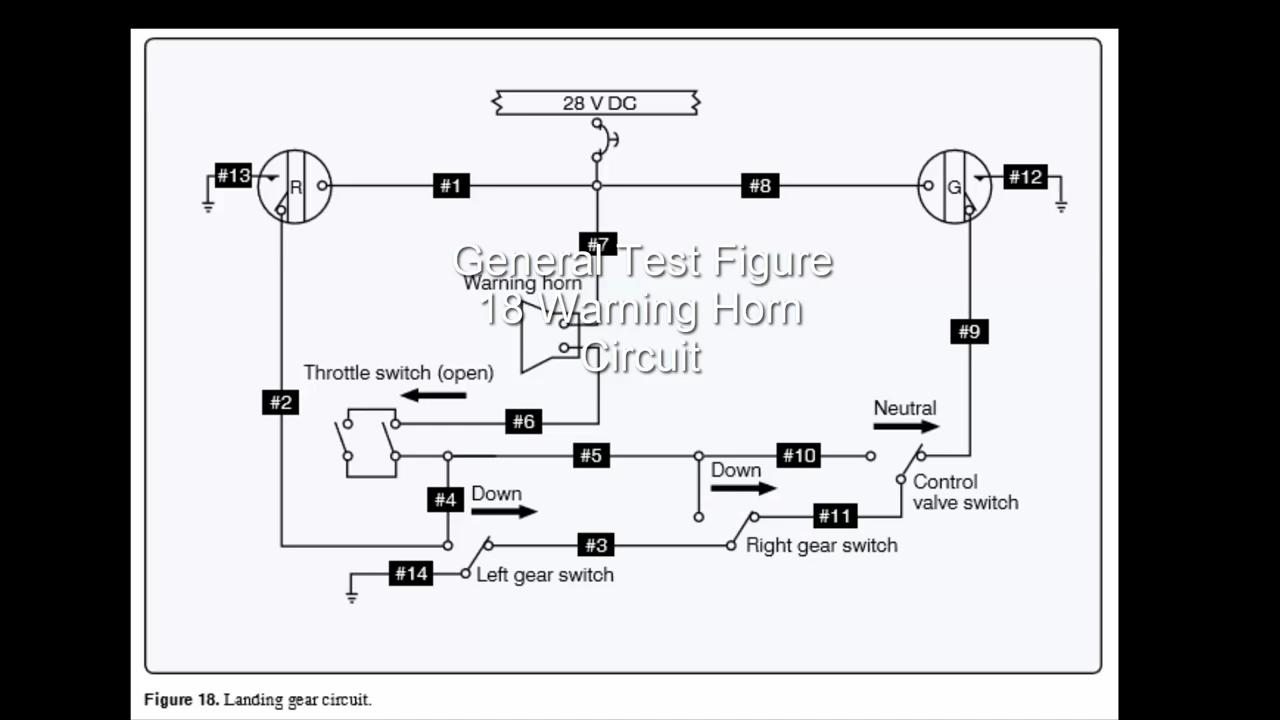 28 V DC
#13
R
#1
#8
G
#12
#7
General Test Figure
18 Warning Horn
Circuit
Warning horn
#9
Throttle switch (open)
#2
#6
Neutral
#5
#10
Down
Control
valve switch
#4
Down
#11
#3
Right gear switch
#14
Left gear switch
Figure 18. Landing gear circuit.